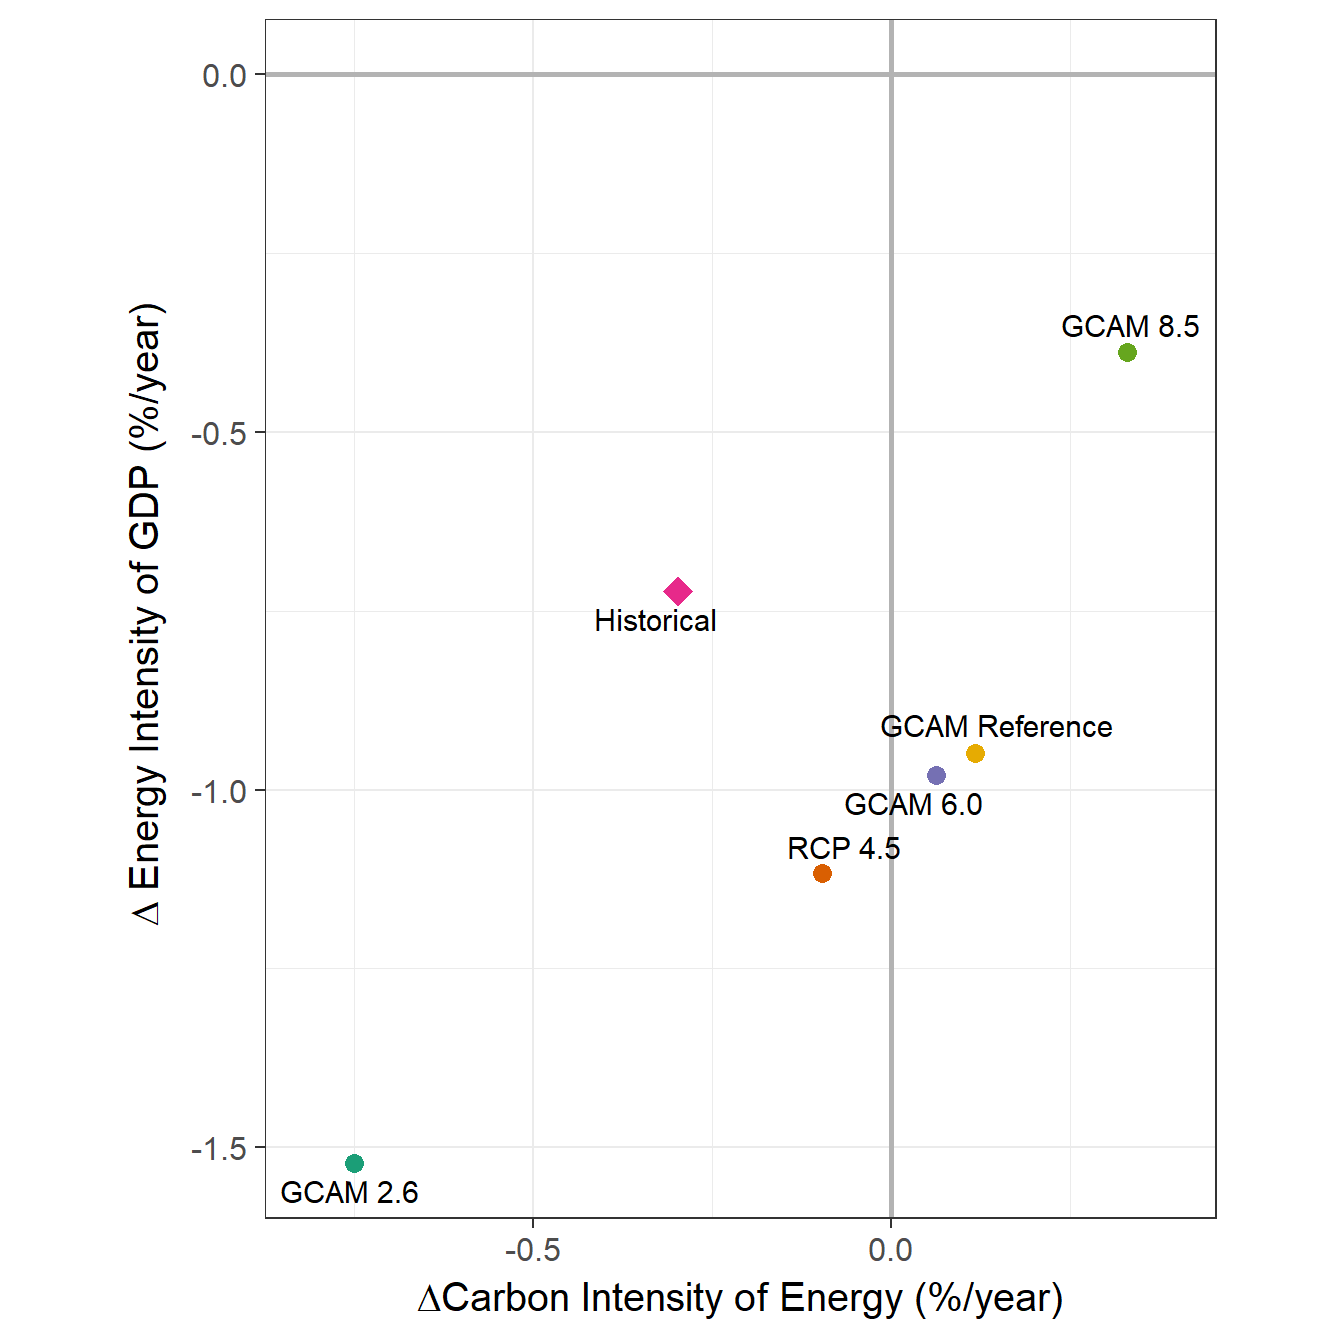 0.0
GCAM 8.5
-0.5
Historical
GCAM Reference
-1.0
GCAM 6.0
RCP 4.5
-1.5
GCAM 2.6
-0.5
0.0
ΔCarbon Intensity of Energy (%/year)
Δ Energy Intensity of GDP (%/year)